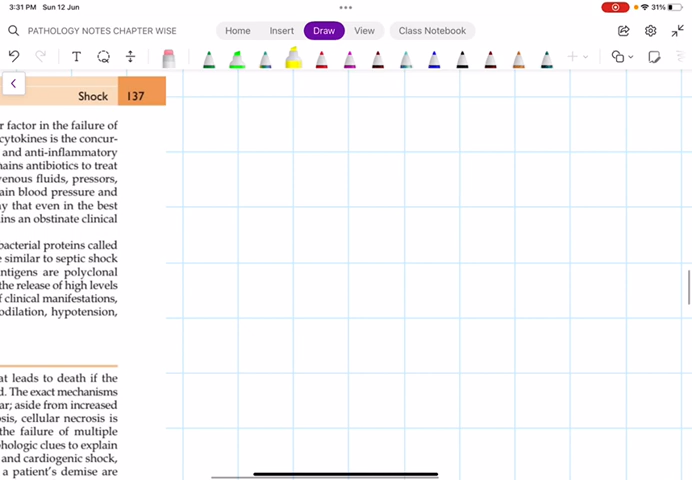 3:31 PM Sun 12 Jun
31%
PATHOLOGY NOTES CHAPTER WISE
Home Insert Draw View Class Notebook
Shock 137
r factor in the failure of
cytokines is the concur-
and anti-inflammatory
ains antibiotics to treat
venous fluids, pressors,
ain blood pressure and
y that even in the best
ins an obstinate clinical
bacterial proteins called
e similar to septic shock
ntigens are polyclonal
the release of high levels
f clinical manifestations,
odilation, hypotension,
at leads to death if the
d. The exact mechanisms
ar; aside from increased
osis, cellular necrosis is
the failure of multiple
phologic clues to explain
and cardiogenic shock,
a patient's demise are